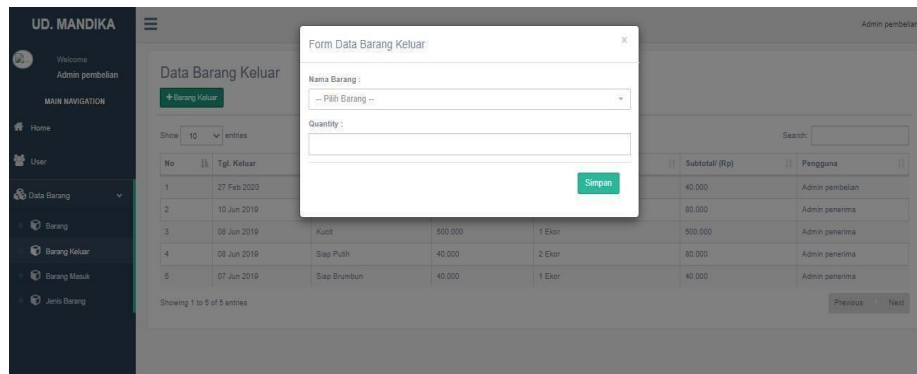 UD. MANDIKA
Admin pembelian
Welcome
Admin pembelian
MAIN NAVIGATION
Home
User
Data Barang
Barang
Barang Keluar
Barang Masuk
Jenis Barang
Data Barang Keluar
+ Barang Keluar
Show 10 entries
Search:
No Tgl. Keluar Subtotal/ (Rp) Pengguna
1 27 Feb 2020 40.000 Admin pembelian
2 10 Jun 2019 80.000 Admin penerima
3 08 Jun 2019 Kucit 500.000 1 Ekor 500.000 Admin penerima
4 08 Jun 2019 Siap Putih 40.000 2 Ekor 80.000 Admin penerima
5 07 Jun 2019 Siap Brumbun 40.000 1 Ekor 40.000 Admin penerima
Showing 1 to 5 of 5 entries
Previous 1 Next
Form Data Barang Keluar x
Nama Barang :
-- Pilih Barang --
Quantity :
Simpan